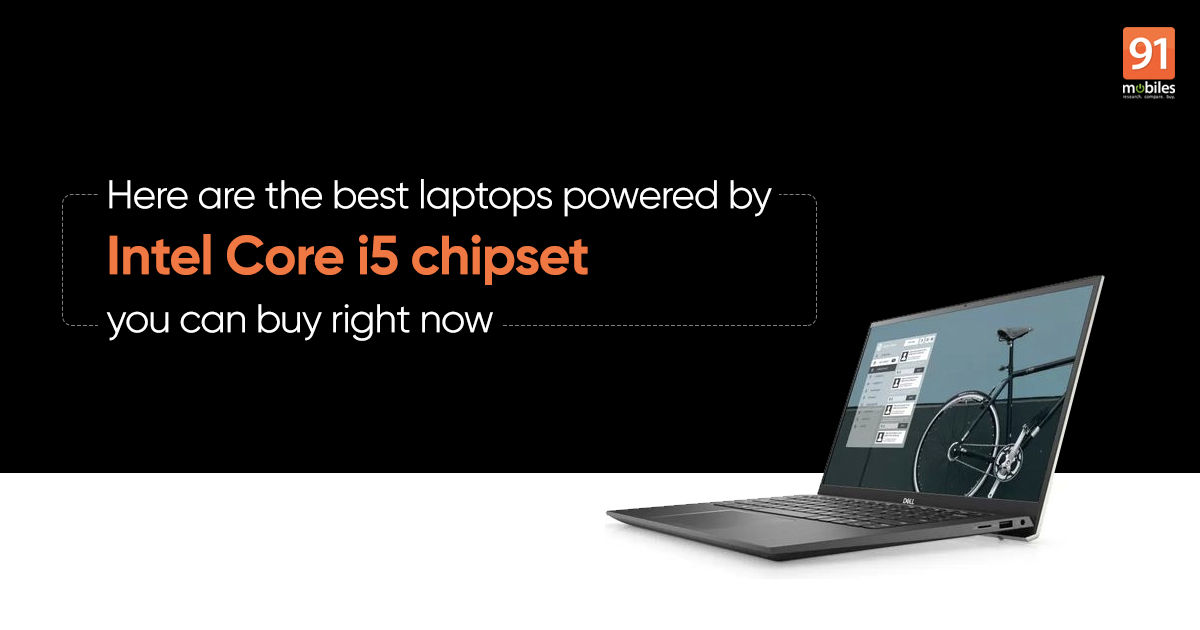 91
mobiles
research. compare. buy.
Here are the best laptops powered by
Intel Core i5 chipset
you can buy right now
DELL